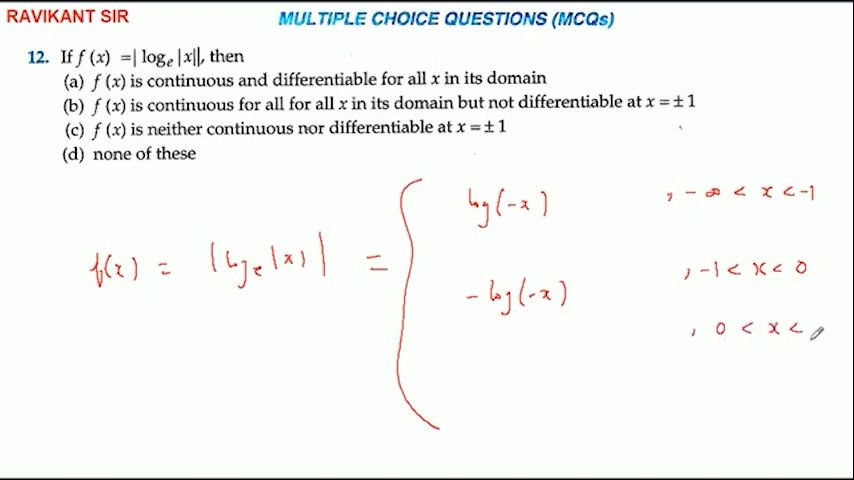 RAVIKANT SIR
MULTIPLE CHOICE QUESTIONS (MCQs)
12. If f (x) =| logₑ |x||, then
(a) f (x) is continuous and differentiable for all x in its domain
(b) f (x) is continuous for all for all x in its domain but not differentiable at x = ± 1
(c) f (x) is neither continuous nor differentiable at x = ± 1
(d) none of these
log(-x) , -∞ < x < -1
f(x) = |logₑ|x|| =
- log(-x) , -1 < x < 0
, 0 < x <